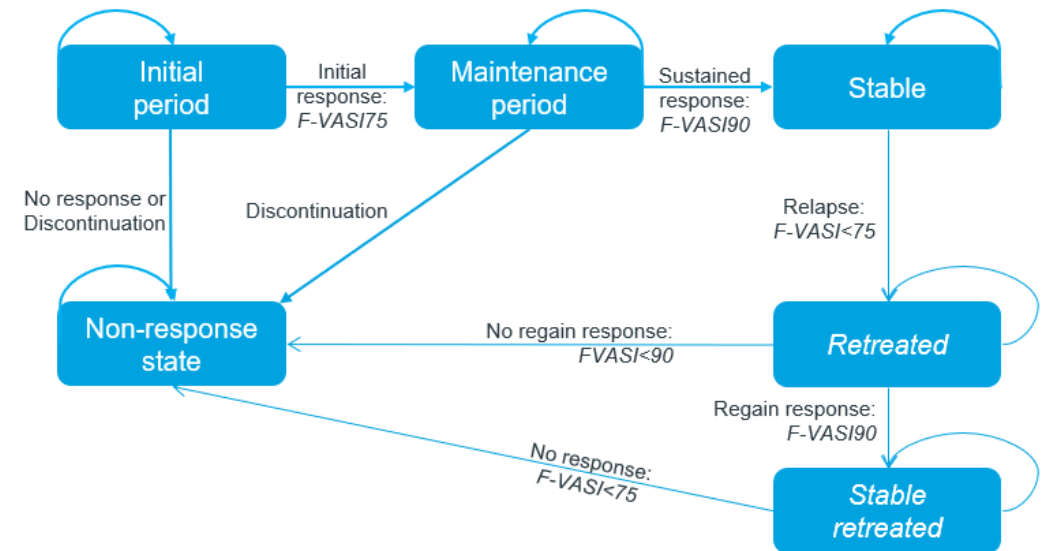 Initial
period
Initial
response:
F-VASI75
Maintenance
period
Sustained
response:
F-VASI90
Stable
No response or
Discontinuation
Discontinuation
Relapse:
F-VASI<75
Non-response
state
No regain response:
FVASI<90
Retreated
Regain response:
F-VASI90
No response:
F-VASI<75
Stable
retreated